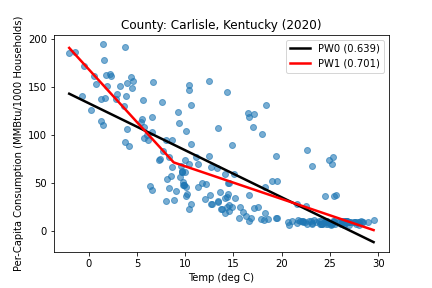 County: Carlisle, Kentucky (2020)
PW0 (0.639)
PW1 (0.701)
Per-Capita Consumption (MMBtu/1000 Households)
200
150
100
50
0
0 5 10 15 20 25 30
Temp (deg C)